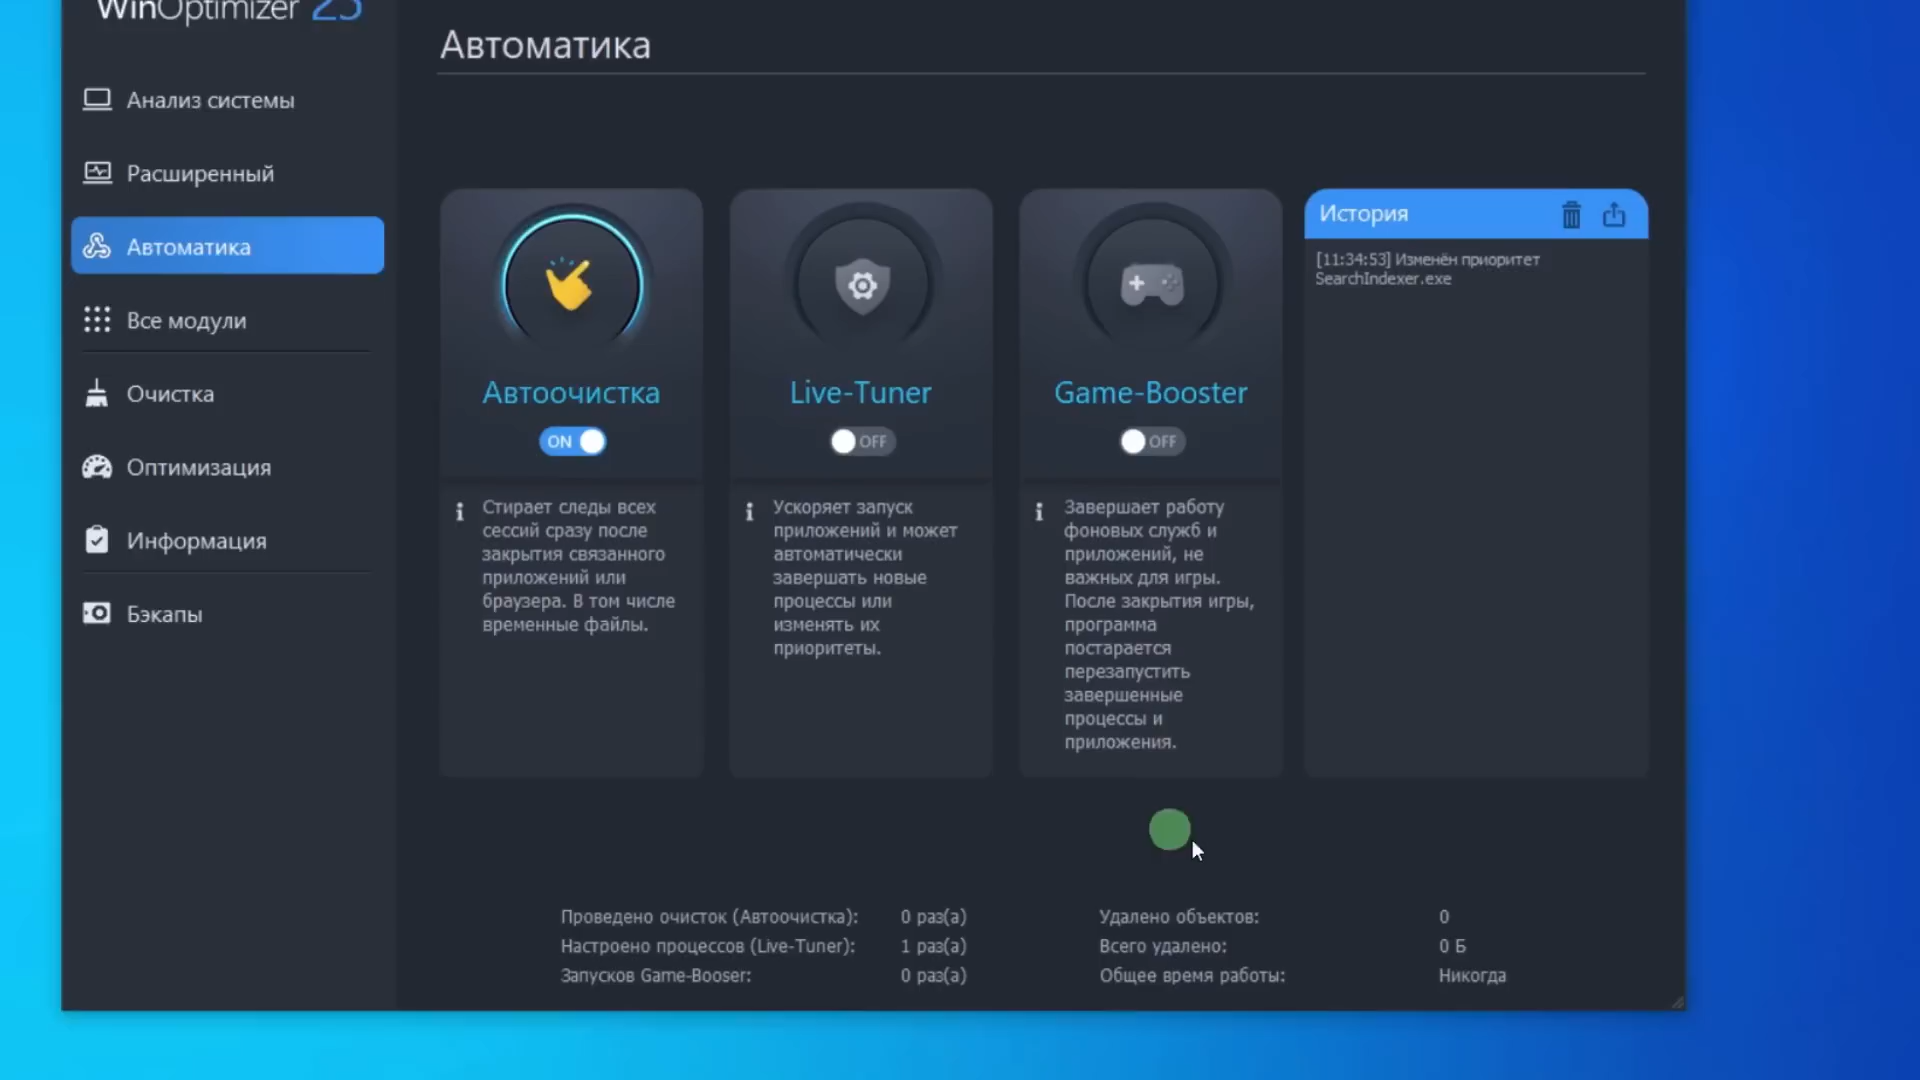 WinOptimizer 25
Анализ системы
Расширенный
Автоматика
Все модули
Очистка
Оптимизация
Информация
Бэкапы
Автоматика
Автоочистка
ON
Стирает следы всех
сессий сразу после
закрытия связанного
приложений или
браузера. В том числе
временные файлы.
Live-Tuner
OFF
Ускоряет запуск
приложений и может
автоматически
завершать новые
процессы или
изменять их
приоритеты.
Game-Booster
OFF
Завершает работу
фоновых служб и
приложений, не
важных для игры.
После закрытия игры,
программа
постарается
перезапустить
завершенные
процессы и
приложения.
История
[11:34:53] Изменён приоритет
SearchIndexer.exe
Проведено очисток (Автоочистка): 0 раз(а)
Настроено процессов (Live-Tuner): 1 раз(а)
Запусков Game-Booser: 0 раз(а)
Удалено объектов: 0
Всего удалено: 0 Б
Общее время работы: Никогда